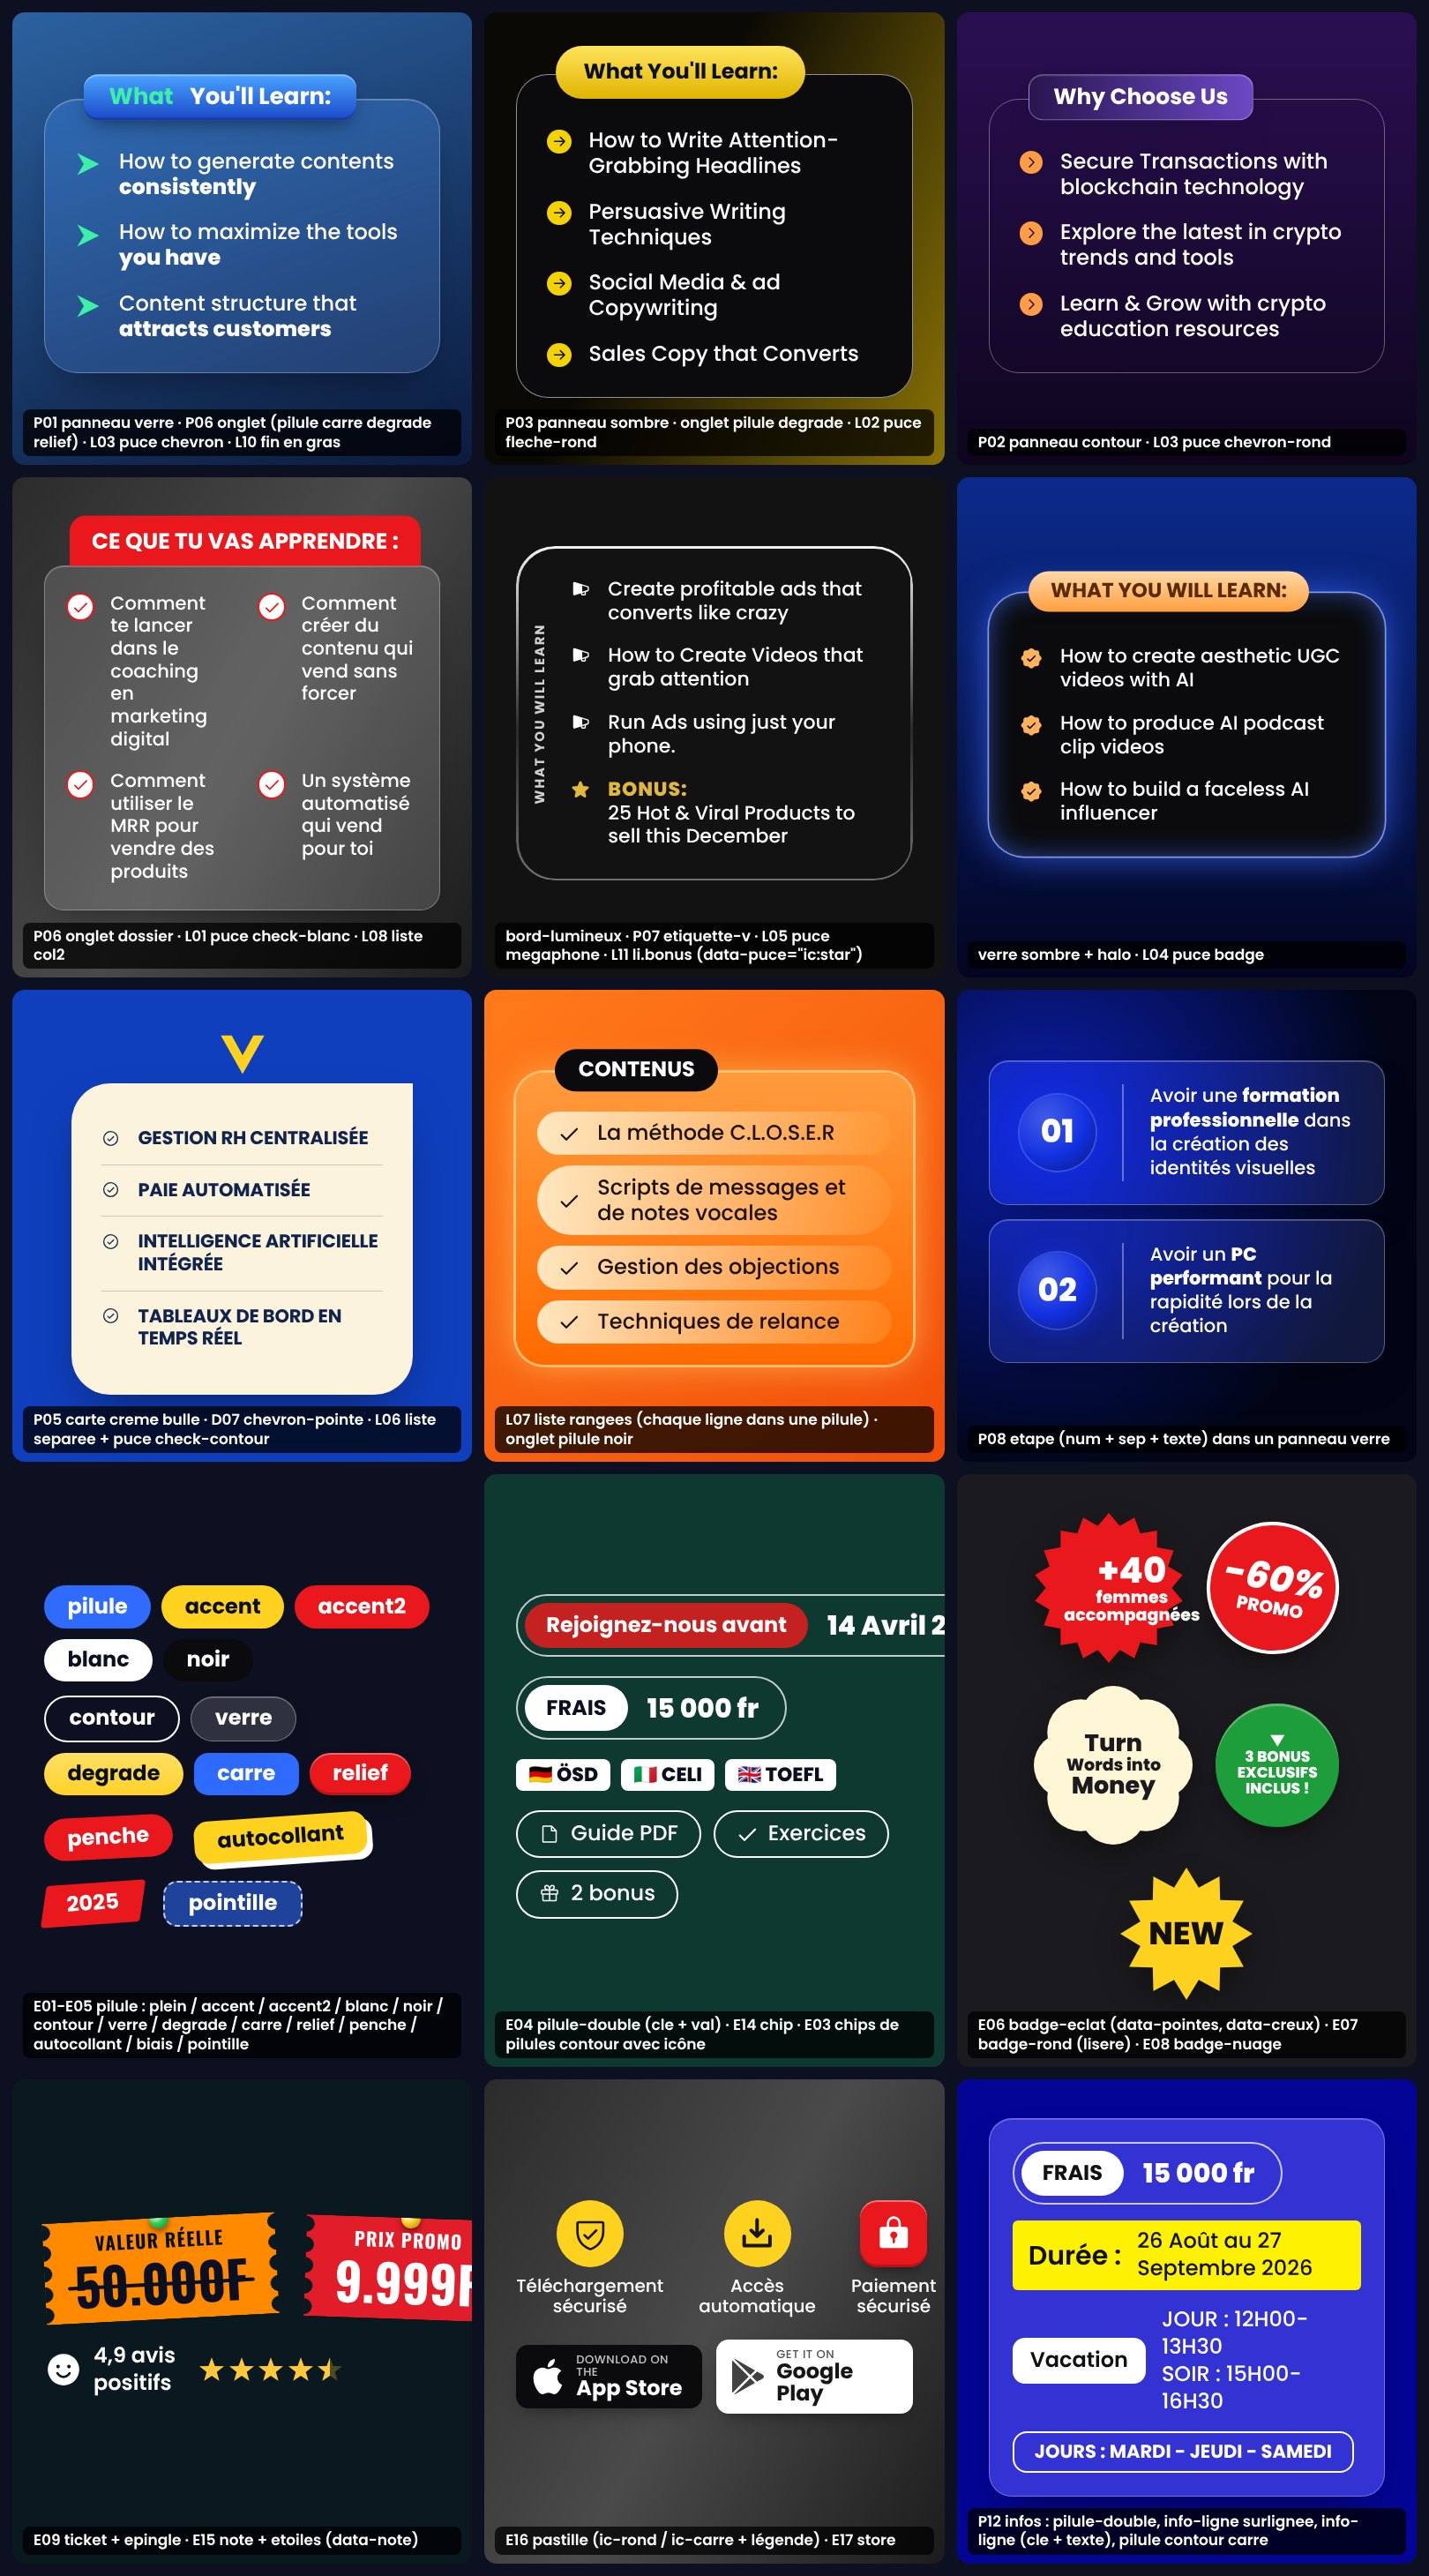 What You'll Learn:
How to generate contents
consistently
How to maximize the tools
you have
Content structure that
attracts customers
P01 panneau verre · P06 onglet (pilule carre degrade
relief) · L03 puce chevron · L10 fin en gras
What You'll Learn:
How to Write Attention-
Grabbing Headlines
Persuasive Writing
Techniques
Social Media & ad
Copywriting
Sales Copy that Converts
P03 panneau sombre · onglet pilule degrade · L02 puce
fleche-rond
Why Choose Us
Secure Transactions with
blockchain technology
Explore the latest in crypto
trends and tools
Learn & Grow with crypto
education resources
P02 panneau contour · L03 puce chevron-rond
CE QUE TU VAS APPRENDRE :
Comment
te lancer
dans le
coaching
en
marketing
digital
Comment
créer du
contenu qui
vend sans
forcer
Comment
utiliser le
MRR pour
vendre des
produits
Un système
automatisé
qui vend
pour toi
P06 onglet dossier · L01 puce check-blanc · L08 liste
col2
WHAT YOU WILL LEARN
Create profitable ads that
converts like crazy
How to Create Videos that
grab attention
Run Ads using just your
phone.
BONUS:
25 Hot & Viral Products to
sell this December
bord-lumineux · P07 etiquette-v · L05 puce
megaphone · L11 li.bonus (data-puce="ic:star")
WHAT YOU WILL LEARN:
How to create aesthetic UGC
videos with AI
How to produce AI podcast
clip videos
How to build a faceless AI
influencer
verre sombre + halo · L04 puce badge
GESTION RH CENTRALISÉE
PAIE AUTOMATISÉE
INTELLIGENCE ARTIFICIELLE
INTÉGRÉE
TABLEAUX DE BORD EN
TEMPS RÉEL
P05 carte creme bulle · D07 chevron-pointe · L06 liste
separee + puce check-contour
CONTENUS
La méthode C.L.O.S.E.R
Scripts de messages et
de notes vocales
Gestion des objections
Techniques de relance
L07 liste rangees (chaque ligne dans une pilule) ·
onglet pilule noir
01
Avoir une formation
professionnelle dans
la création des
identités visuelles
02
Avoir un PC
performant pour la
rapidité lors de la
création
P08 etape (num + sep + texte) dans un panneau verre
pilule accent accent2
blanc noir
contour verre
degrade carre relief
penche autocollant
2025 pointille
E01-E05 pilule : plein / accent / accent2 / blanc / noir /
contour / verre / degrade / carre / relief / penche /
autocollant / biais / pointille
Rejoignez-nous avant 14 Avril 2
FRAIS 15 000 fr
🇩🇪 ÖSD 🇮🇹 CELI 🇬🇧 TOEFL
Guide PDF Exercices
2 bonus
E04 pilule-double (cle + val) · E14 chip · E03 chips de
pilules contour avec icône
+40
femmes
accompagnées
-60%
PROMO
Turn
Words into
Money
3 BONUS
EXCLUSIFS
INCLUS !
NEW
E06 badge-eclat (data-pointes, data-creux) · E07
badge-rond (lisere) · E08 badge-nuage
VALEUR RÉELLE
50.000F
PRIX PROMO
9.999F
4,9 avis
positifs
E09 ticket + epingle · E15 note + etoiles (data-note)
Téléchargement
sécurisé
Accès
automatique
Paiement
sécurisé
DOWNLOAD ON
THE
App Store
GET IT ON
Google
Play
E16 pastille (ic-rond / ic-carre + légende) · E17 store
FRAIS 15 000 fr
Durée : 26 Août au 27
Septembre 2026
Vacation
JOUR : 12H00-
13H30
SOIR : 15H00-
16H30
JOURS : MARDI - JEUDI - SAMEDI
P12 infos : pilule-double, info-ligne surlignee, info-
ligne (cle + texte), pilule contour carre